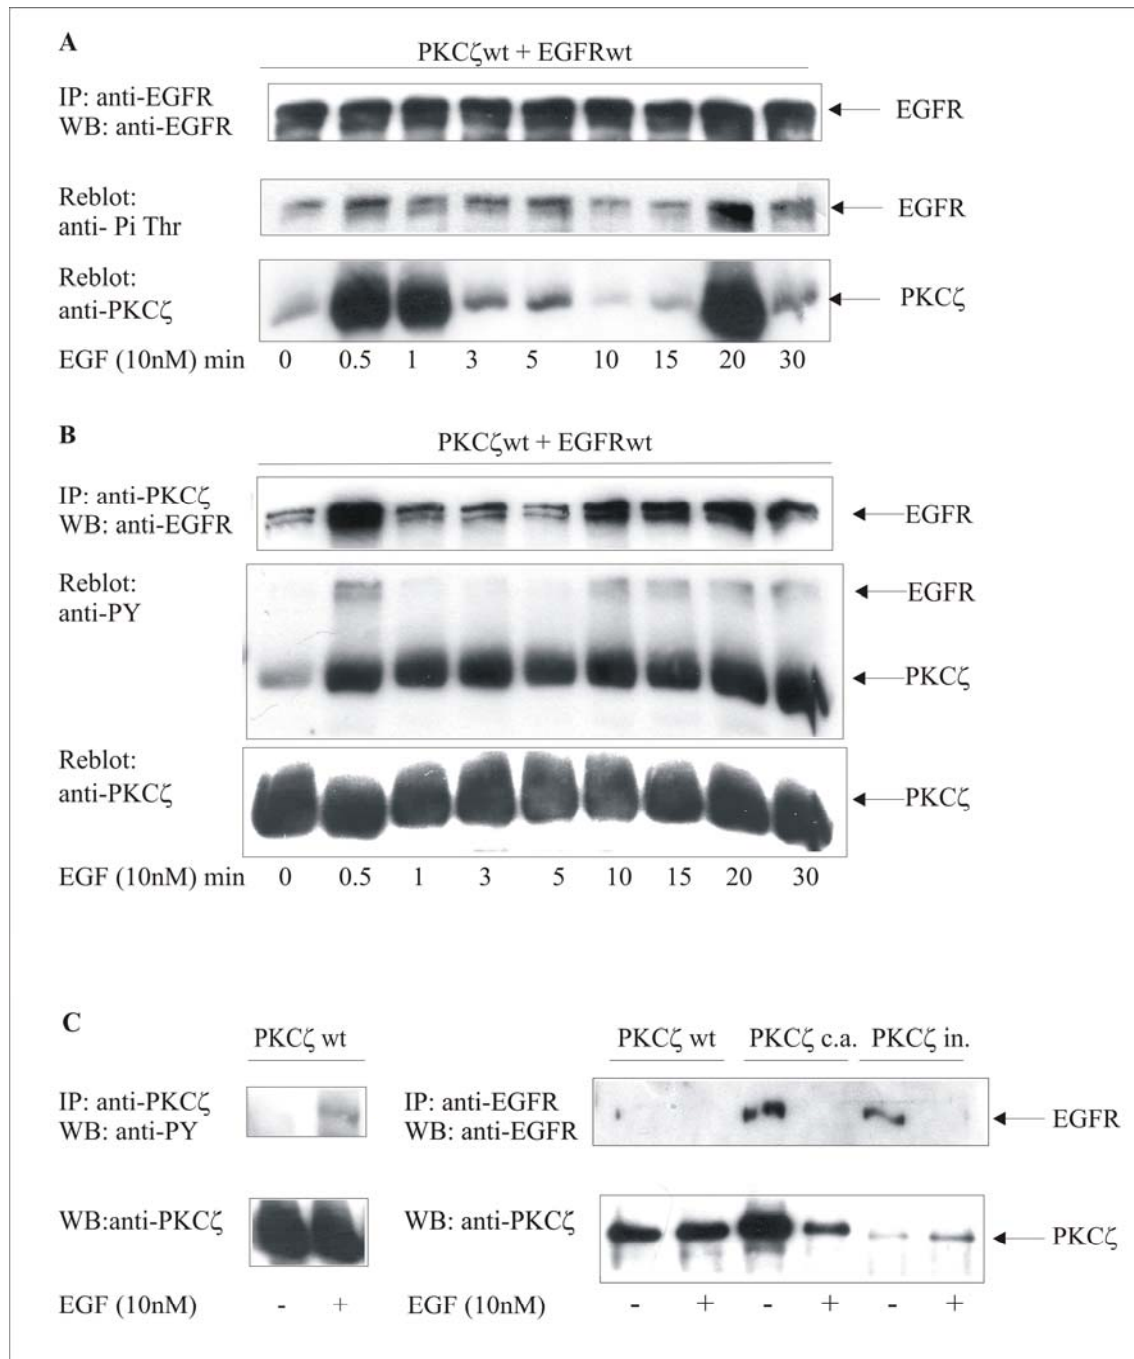 A
PKCζwt + EGFRwt
IP: anti-EGFR
WB: anti-EGFR
EGFR
Reblot:
anti- Pi Thr
EGFR
Reblot:
anti-PKCζ
PKCζ
EGF (10nM) min 0 0.5 1 3 5 10 15 20 30
B
PKCζwt + EGFRwt
IP: anti-PKCζ
WB: anti-EGFR
EGFR
Reblot:
anti-PY
EGFR
PKCζ
Reblot:
anti-PKCζ
PKCζ
EGF (10nM) min 0 0.5 1 3 5 10 15 20 30
C
PKCζ wt
IP: anti-PKCζ
WB: anti-PY
WB:anti-PKCζ
EGF (10nM) - +
PKCζ wt PKCζ c.a. PKCζ in.
IP: anti-EGFR
WB: anti-EGFR
EGFR
WB: anti-PKCζ
PKCζ
EGF (10nM) - + - + - +